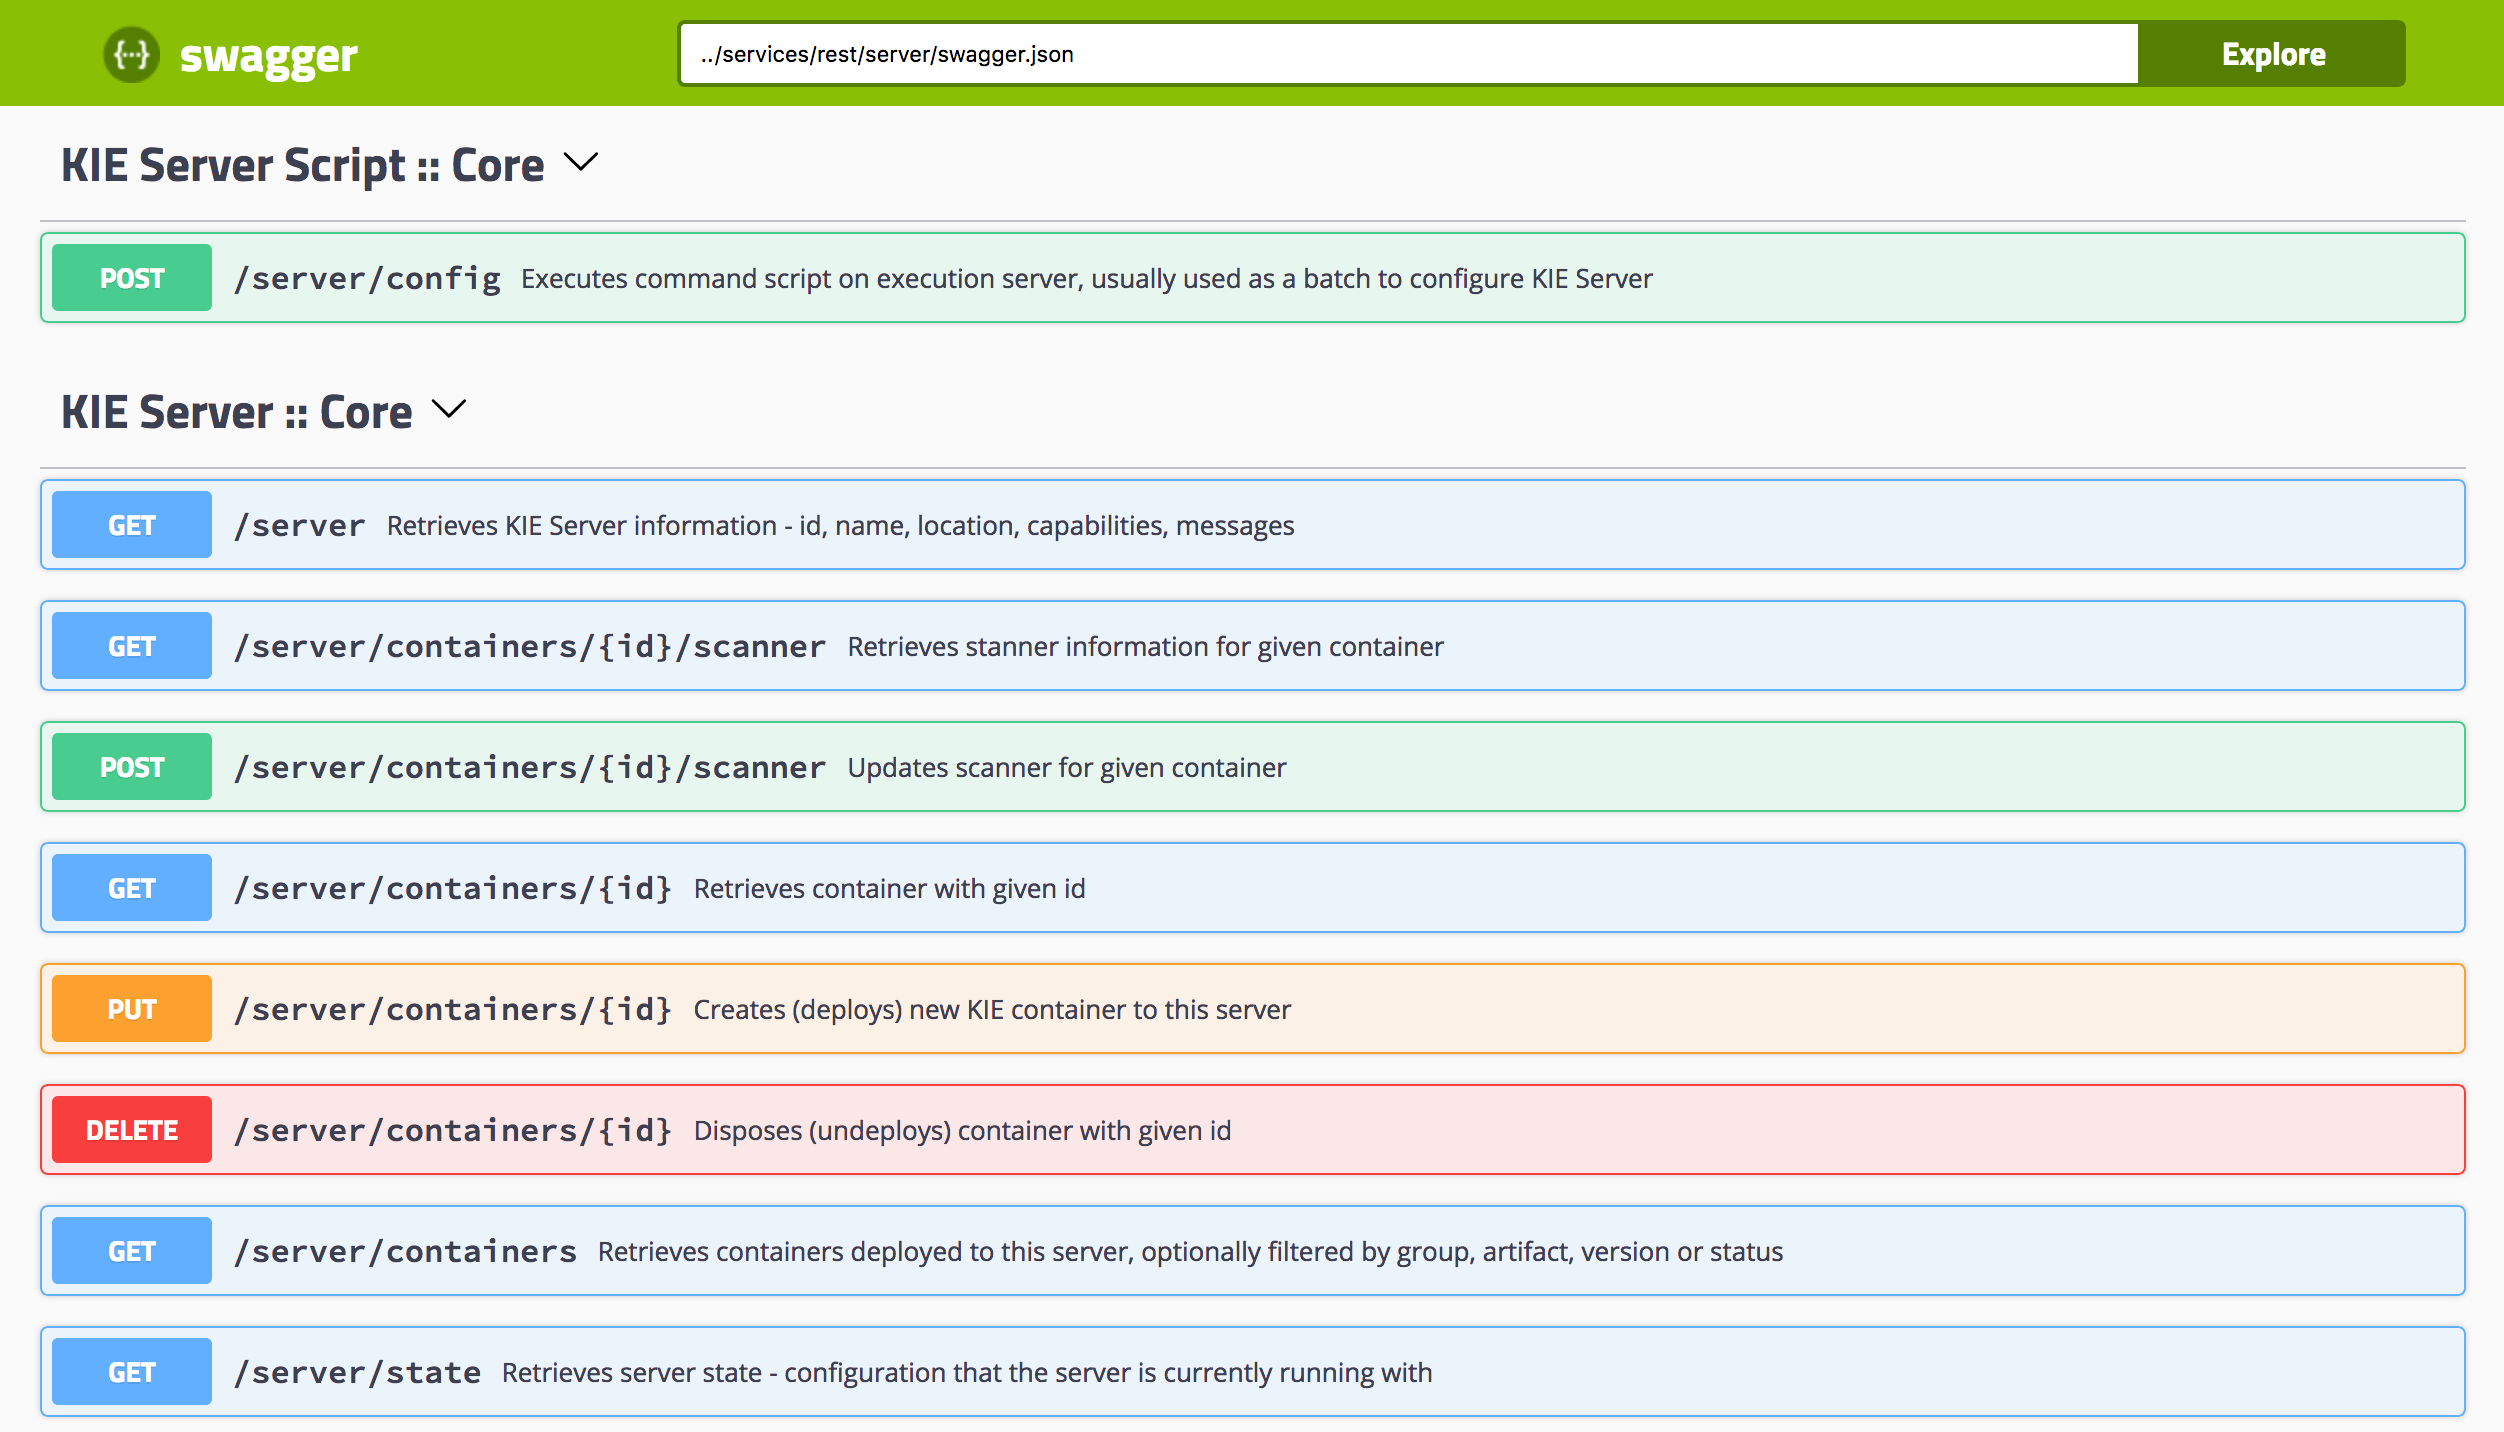 {···} swagger
../services/rest/server/swagger.json
Explore
KIE Server Script :: Core
POST /server/config Executes command script on execution server, usually used as a batch to configure KIE Server
KIE Server :: Core
GET /server Retrieves KIE Server information - id, name, location, capabilities, messages
GET /server/containers/{id}/scanner Retrieves stanner information for given container
POST /server/containers/{id}/scanner Updates scanner for given container
GET /server/containers/{id} Retrieves container with given id
PUT /server/containers/{id} Creates (deploys) new KIE container to this server
DELETE /server/containers/{id} Disposes (undeploys) container with given id
GET /server/containers Retrieves containers deployed to this server, optionally filtered by group, artifact, version or status
GET /server/state Retrieves server state - configuration that the server is currently running with